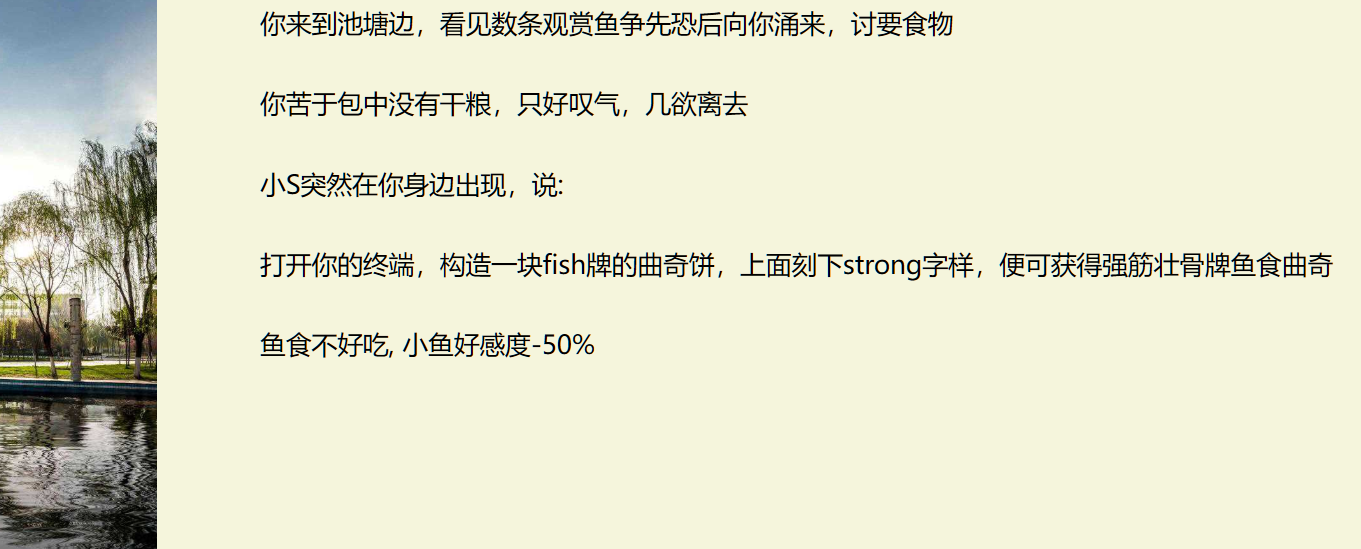 你来到池塘边，看见数条观赏鱼争先恐后向你涌来，讨要食物
你苦于包中没有干粮，只好叹气，几欲离去
小S突然在你身边出现，说:
打开你的终端，构造一块fish牌的曲奇饼，上面刻下strong字样，便可获得强筋壮骨牌鱼食曲奇
鱼食不好吃, 小鱼好感度-50%